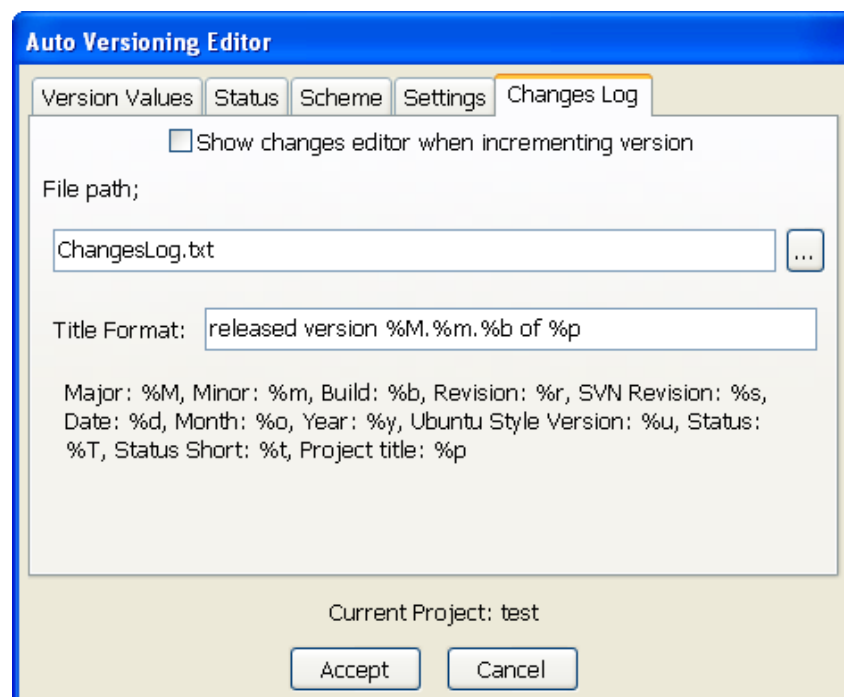 Auto Versioning Editor
Version Values Status Scheme Settings Changes Log
Show changes editor when incrementing version
File path;
ChangesLog.txt ...
Title Format: released version %M.%m.%b of %p
Major: %M, Minor: %m, Build: %b, Revision: %r, SVN Revision: %s,
Date: %d, Month: %o, Year: %y, Ubuntu Style Version: %u, Status:
%T, Status Short: %t, Project title: %p
Current Project: test
Accept Cancel